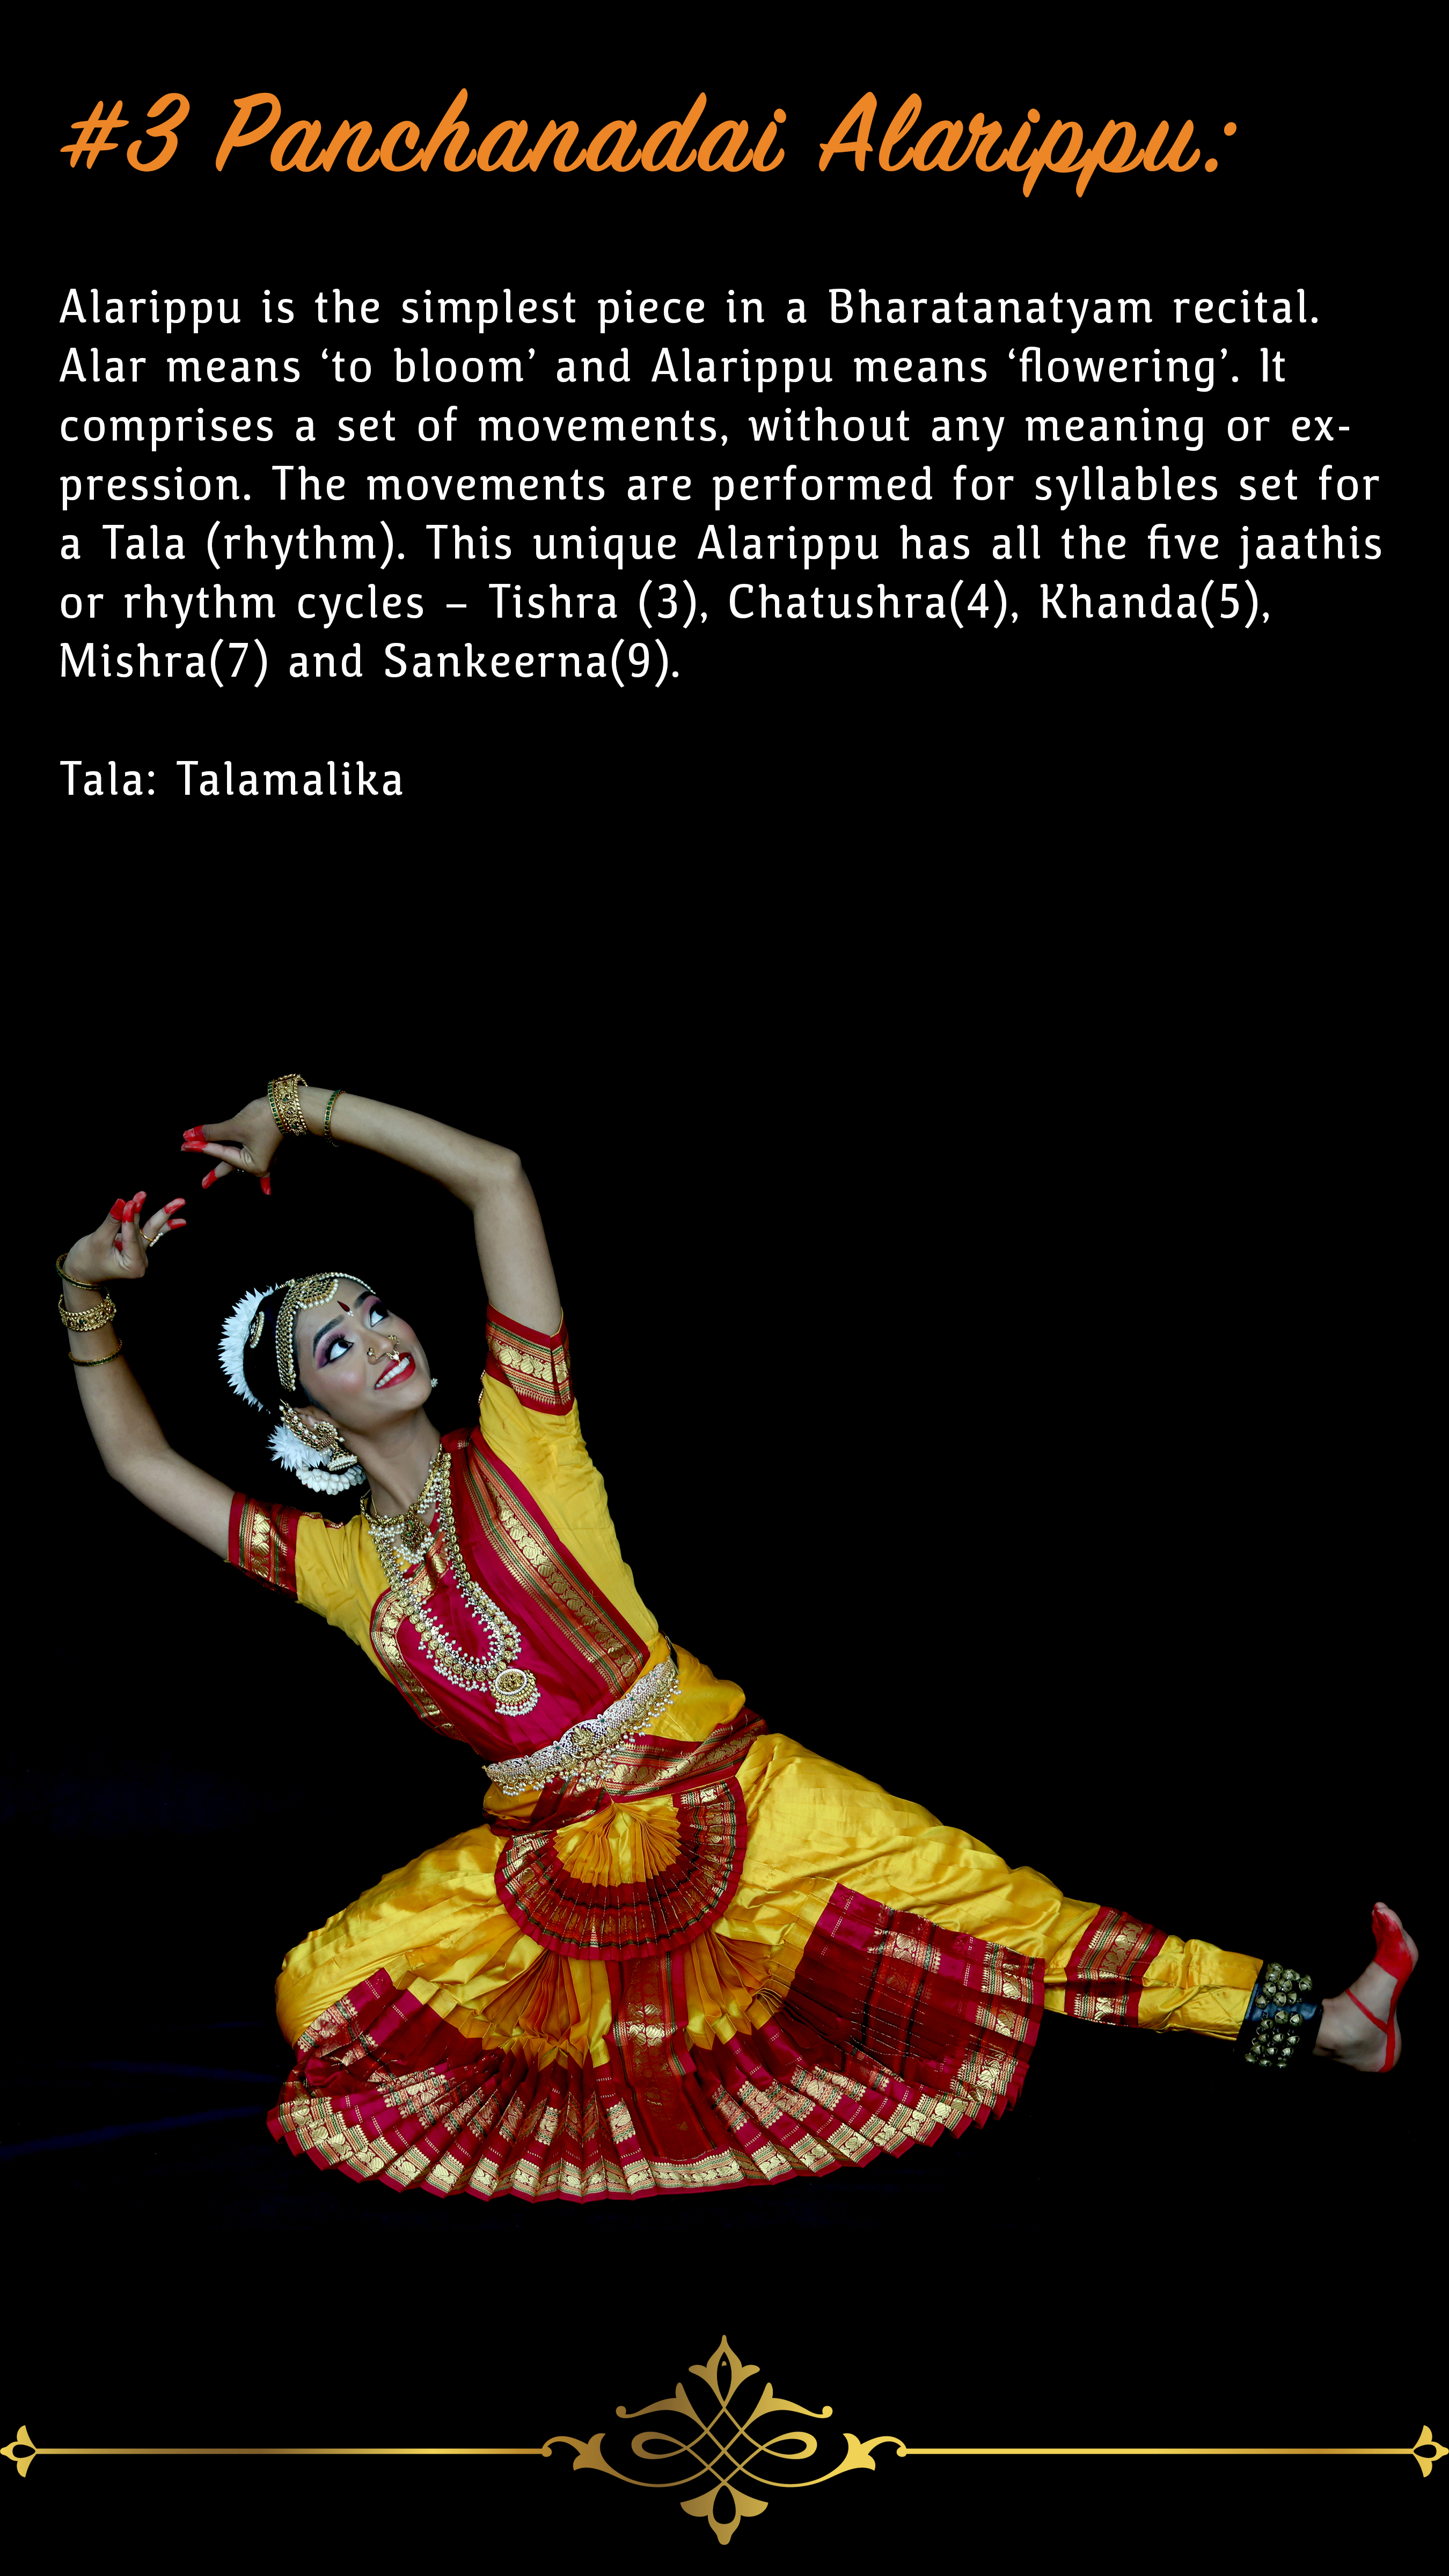 #3 Panchanadai Alarippu:
Alarippu is the simplest piece in a Bharatanatyam recital.
Alar means ‘to bloom’ and Alarippu means ‘flowering’. It
comprises a set of movements, without any meaning or ex-
pression. The movements are performed for syllables set for
a Tala (rhythm). This unique Alarippu has all the five jaathis
or rhythm cycles – Tishra (3), Chatushra(4), Khanda(5),
Mishra(7) and Sankeerna(9).
Tala: Talamalika